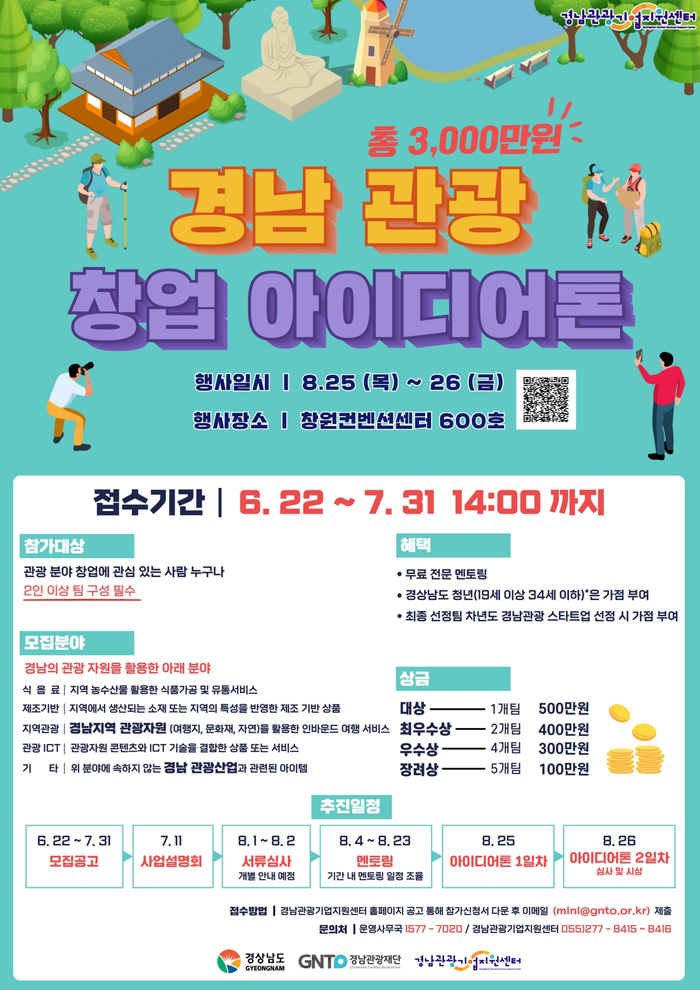 경남관광기업지원센터
총 3,000만원
경남 관광
창업 아이디어톤
행사일시 | 8.25 (목) ~ 26 (금)
행사장소 | 창원컨벤션센터 600호
접수기간 | 6. 22 ~ 7. 31 14:00 까지
참가대상
관광 분야 창업에 관심 있는 사람 누구나
2인 이상 팀 구성 필수
혜택
• 무료 전문 멘토링
• 경상남도 청년(19세 이상 34세 이하)*은 가점 부여
• 최종 선정팀 차년도 경남관광 스타트업 선정 시 가점 부여
모집분야
경남의 관광 자원을 활용한 아래 분야
식 음 료 | 지역 농수산물 활용한 식품가공 및 유통서비스
제조기반 | 지역에서 생산되는 소재 또는 지역의 특성을 반영한 제조 기반 상품
지역관광 | 경남지역 관광자원 (여행지, 문화재, 자연)을 활용한 인바운드 여행 서비스
관광 ICT | 관광자원 콘텐츠와 ICT 기술을 결합한 상품 또는 서비스
기 타 | 위 분야에 속하지 않는 경남 관광산업과 관련된 아이템
상금
대상 1개팀 500만원
최우수상 2개팀 400만원
우수상 4개팀 300만원
장려상 5개팀 100만원
추진일정
6. 22 ~ 7. 31
모집공고
7. 11
사업설명회
8. 1 ~ 8. 2
서류심사
개별 안내 예정
8. 4 ~ 8. 23
멘토링
기간 내 멘토링 일정 조율
8. 25
아이디어톤 1일차
8. 26
아이디어톤 2일차
심사 및 시상
접수방법 | 경남관광기업지원센터 홈페이지 공고 통해 참가신청서 다운 후 이메일 (mini@gnto.or.kr) 제출
문의처 | 운영사무국 1577 - 7020 / 경남관광기업지원센터 055)277 - 8415 ~ 8416
경상남도
GYEONGNAM
GNTO 경남관광재단
경남관광기업지원센터